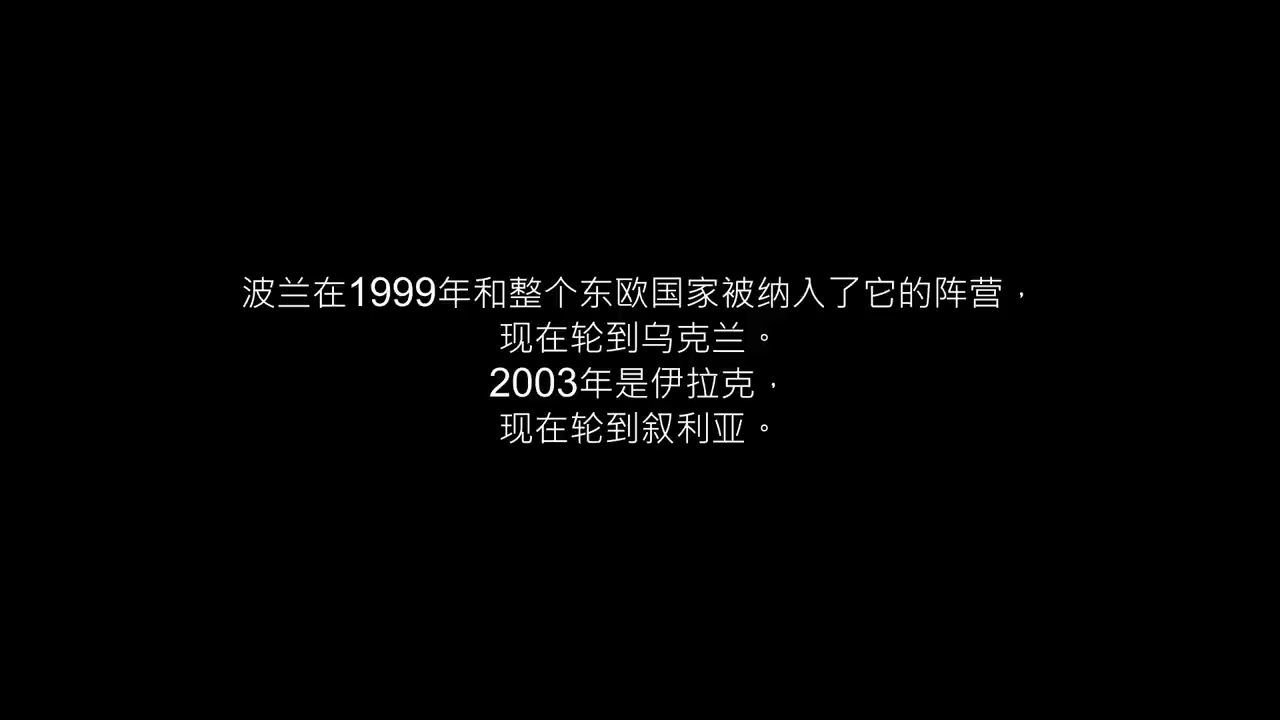 波兰在1999年和整个东欧国家被纳入了它的阵营，
现在轮到乌克兰。
2003年是伊拉克，
现在轮到叙利亚。